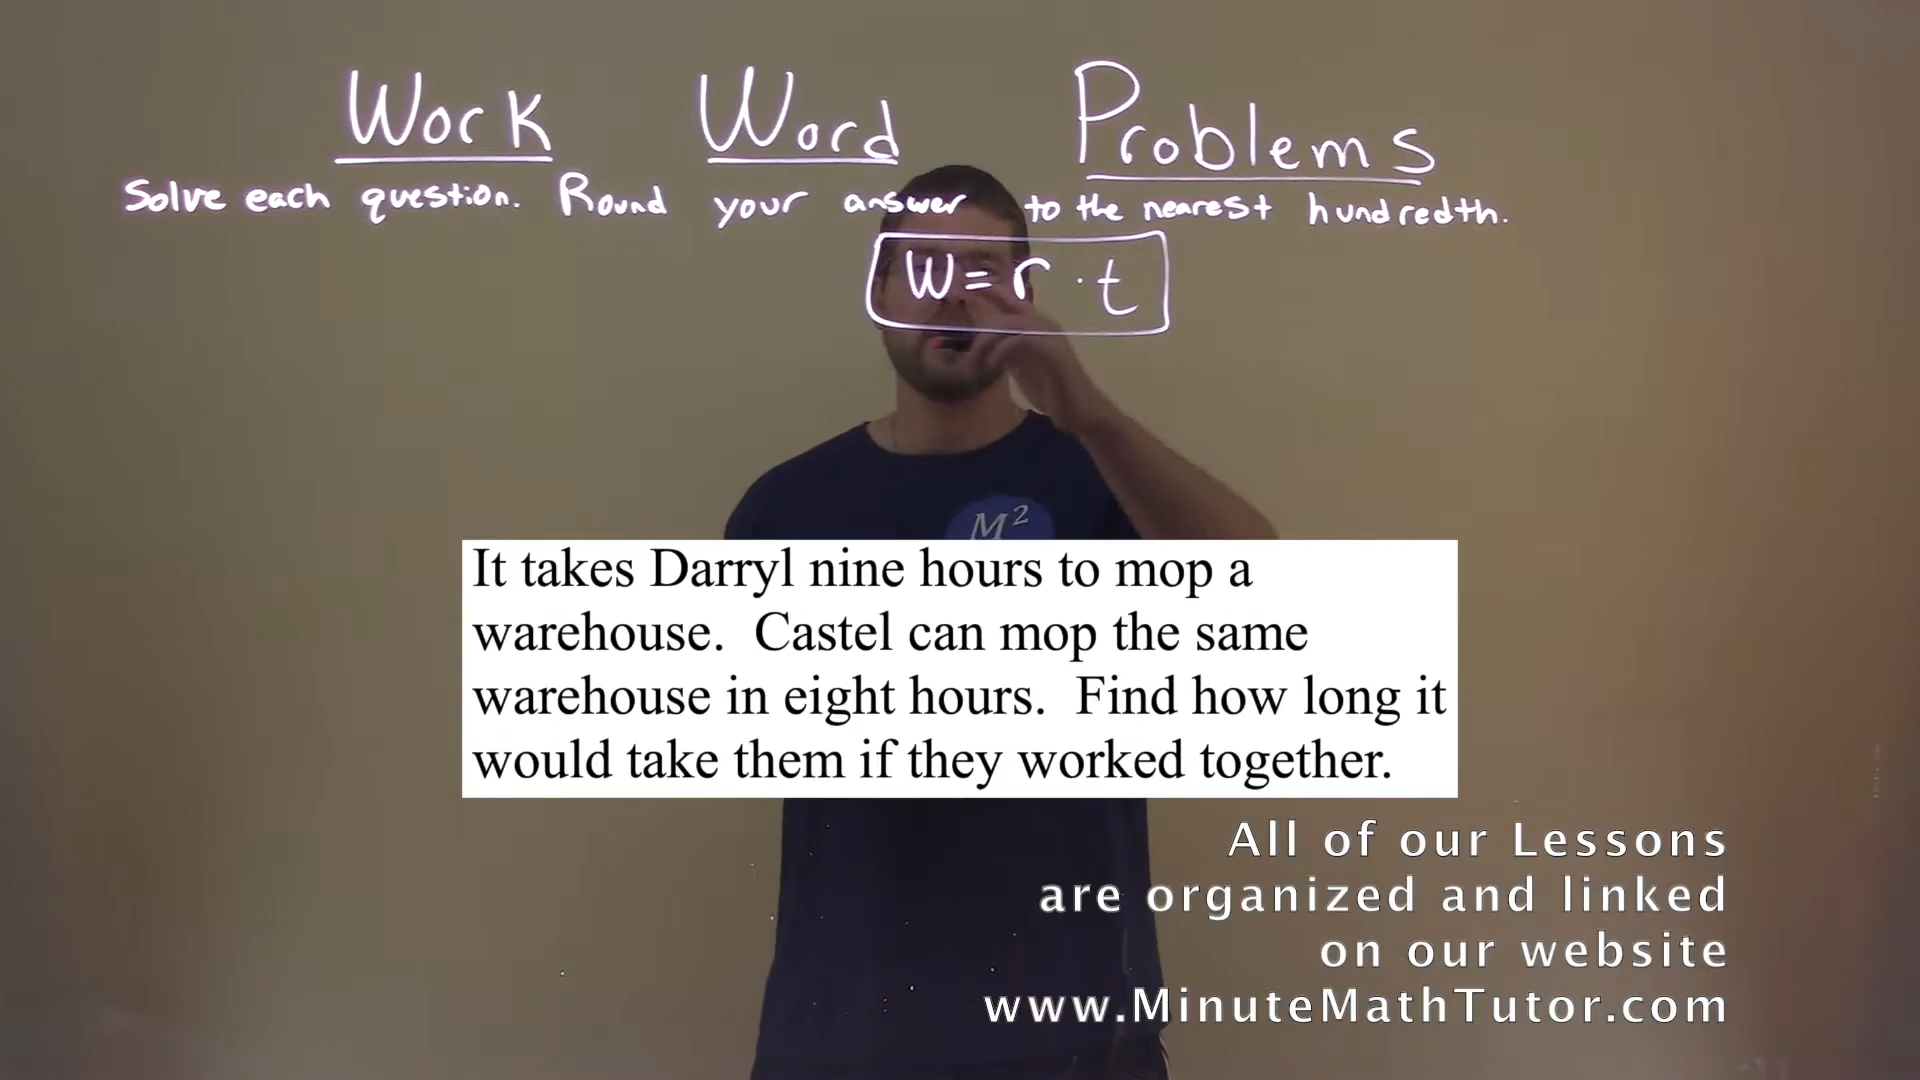 Work Word Problems
Solve each question. Round your answer to the nearest hundredth.
W=r·t
M²
It takes Darryl nine hours to mop a
warehouse. Castel can mop the same
warehouse in eight hours. Find how long it
would take them if they worked together.
All of our Lessons
are organized and linked
on our website
www.MinuteMathTutor.com